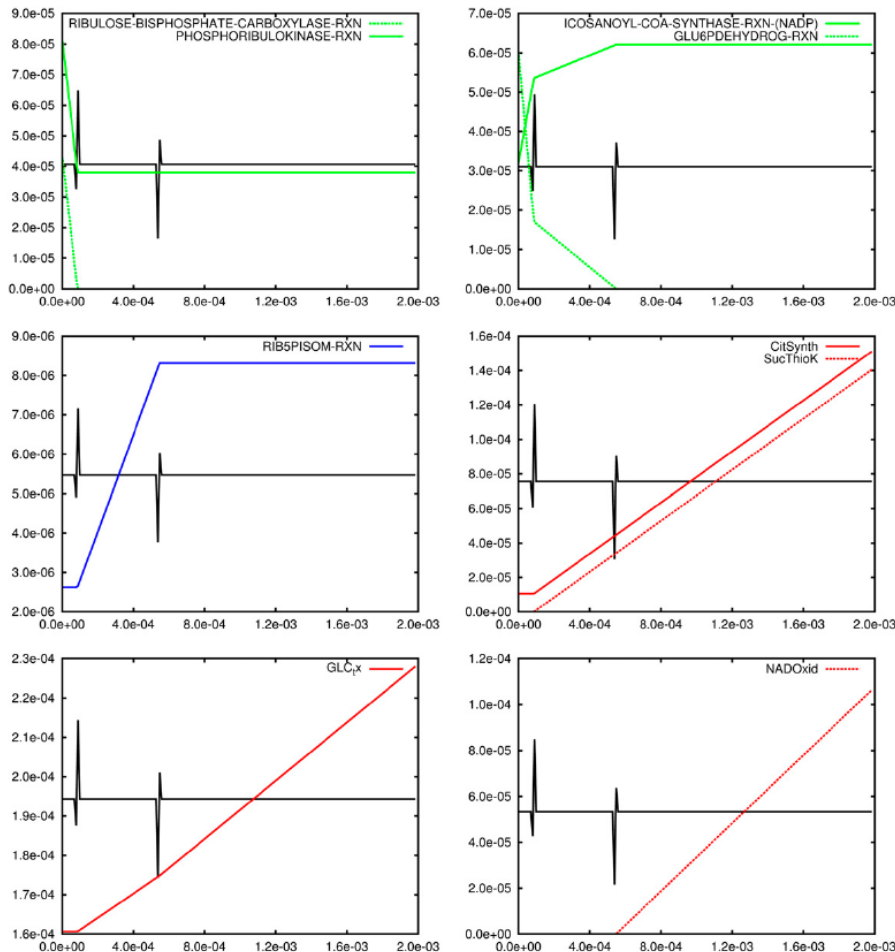 9.0e-05
8.0e-05
7.0e-05
6.0e-05
5.0e-05
4.0e-05
3.0e-05
2.0e-05
1.0e-05
0.0e+00
0.0e+00 4.0e-04 8.0e-04 1.2e-03 1.6e-03 2.0e-03
RIBULOSE-BISPHOSPHATE-CARBOXYLASE-RXN
PHOSPHORIBULOKINASE-RXN
7.0e-05
6.0e-05
5.0e-05
4.0e-05
3.0e-05
2.0e-05
1.0e-05
0.0e+00
0.0e+00 4.0e-04 8.0e-04 1.2e-03 1.6e-03 2.0e-03
ICOSANOYL-COA-SYNTHASE-RXN-(NADP)
GLU6PDEHYDROG-RXN
9.0e-06
8.0e-06
7.0e-06
6.0e-06
5.0e-06
4.0e-06
3.0e-06
2.0e-06
0.0e+00 4.0e-04 8.0e-04 1.2e-03 1.6e-03 2.0e-03
RIB5PISOM-RXN
1.6e-04
1.4e-04
1.2e-04
1.0e-04
8.0e-05
6.0e-05
4.0e-05
2.0e-05
0.0e+00
0.0e+00 4.0e-04 8.0e-04 1.2e-03 1.6e-03 2.0e-03
CitSynth
SucThioK
2.3e-04
2.2e-04
2.1e-04
2.0e-04
1.9e-04
1.8e-04
1.7e-04
1.6e-04
0.0e+00 4.0e-04 8.0e-04 1.2e-03 1.6e-03 2.0e-03
GLC_tx
1.2e-04
1.0e-04
8.0e-05
6.0e-05
4.0e-05
2.0e-05
0.0e+00
0.0e+00 4.0e-04 8.0e-04 1.2e-03 1.6e-03 2.0e-03
NADOxid